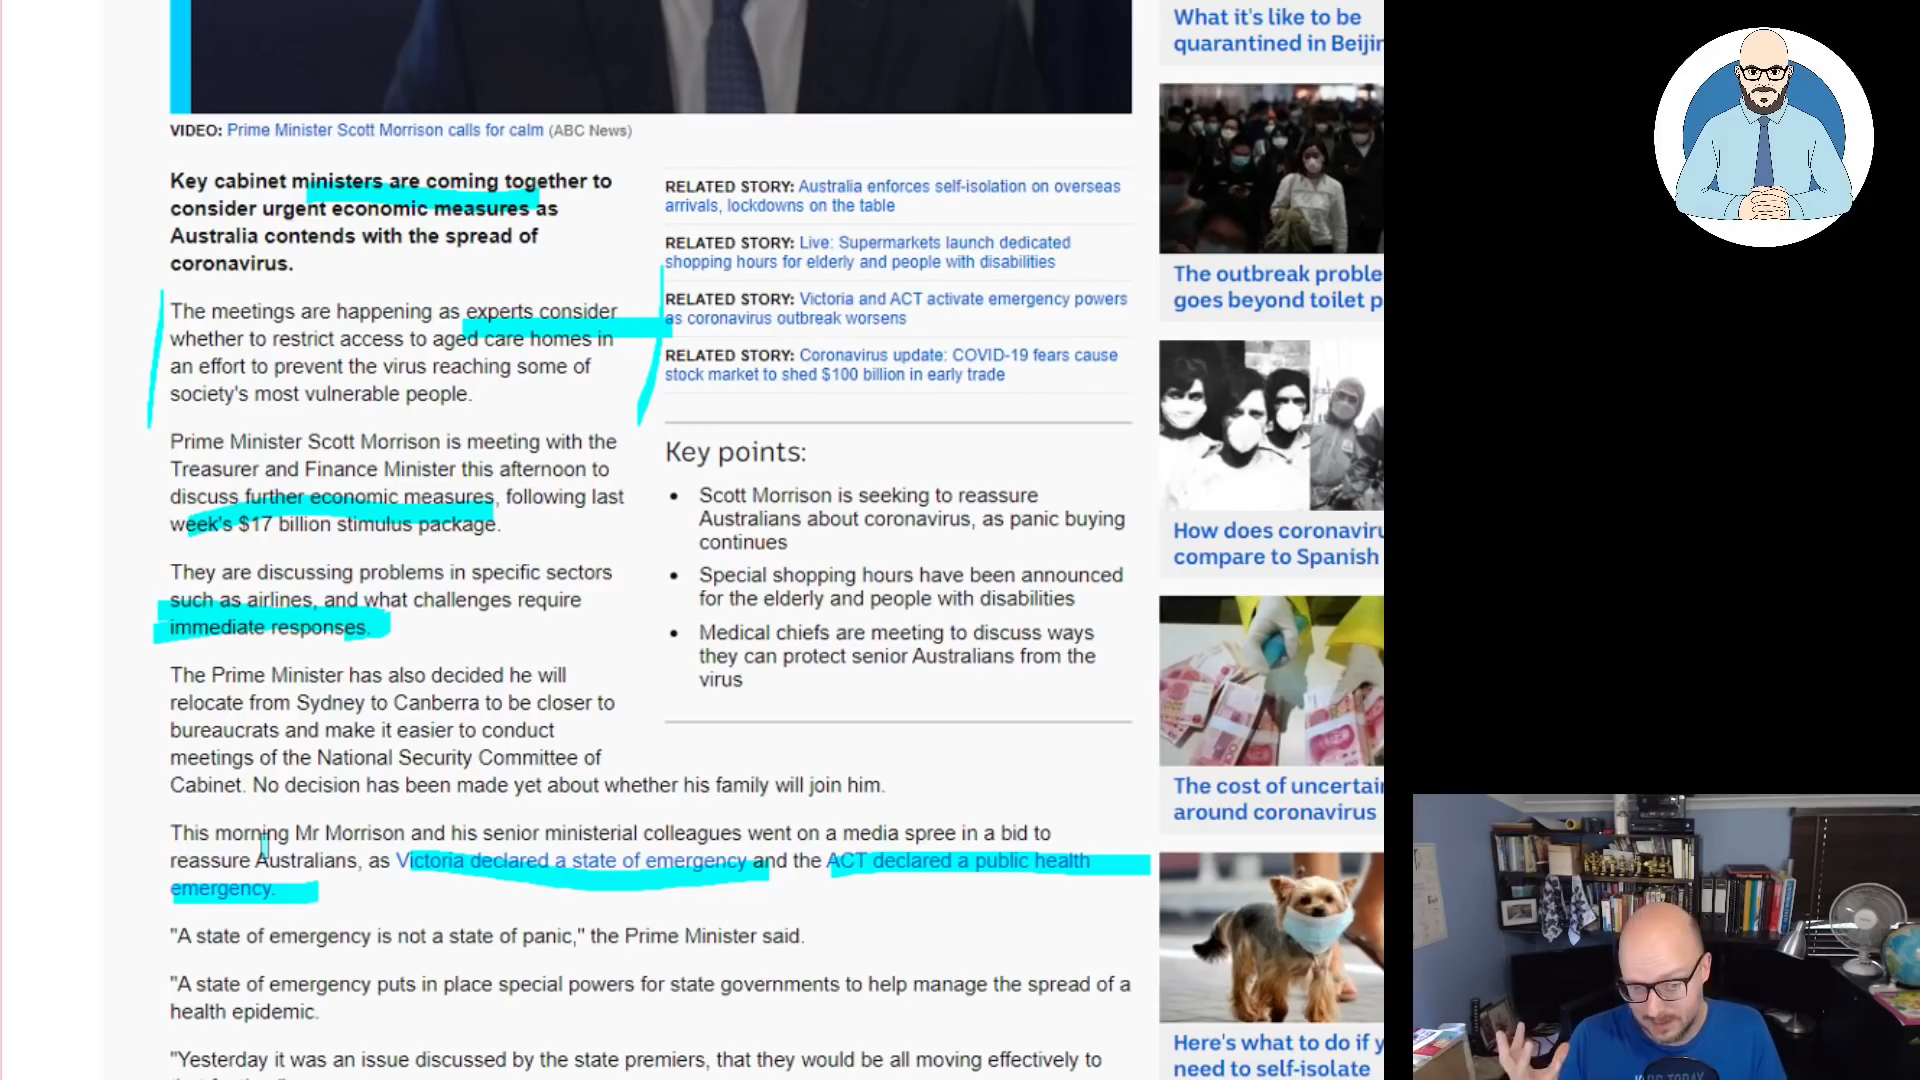 VIDEO: Prime Minister Scott Morrison calls for calm (ABC News)
Key cabinet ministers are coming together to
consider urgent economic measures as
Australia contends with the spread of
coronavirus.
The meetings are happening as experts consider
whether to restrict access to aged care homes in
an effort to prevent the virus reaching some of
society's most vulnerable people.
Prime Minister Scott Morrison is meeting with the
Treasurer and Finance Minister this afternoon to
discuss further economic measures, following last
week's $17 billion stimulus package.
They are discussing problems in specific sectors
such as airlines, and what challenges require
immediate responses.
The Prime Minister has also decided he will
relocate from Sydney to Canberra to be closer to
bureaucrats and make it easier to conduct
meetings of the National Security Committee of
Cabinet. No decision has been made yet about whether his family will join him.
This morning Mr Morrison and his senior ministerial colleagues went on a media spree in a bid to
reassure Australians, as Victoria declared a state of emergency and the ACT declared a public health
emergency.
"A state of emergency is not a state of panic," the Prime Minister said.
"A state of emergency puts in place special powers for state governments to help manage the spread of a
health epidemic.
"Yesterday it was an issue discussed by the state premiers, that they would be all moving effectively to
RELATED STORY: Australia enforces self-isolation on overseas
arrivals, lockdowns on the table
RELATED STORY: Live: Supermarkets launch dedicated
shopping hours for elderly and people with disabilities
RELATED STORY: Victoria and ACT activate emergency powers
as coronavirus outbreak worsens
RELATED STORY: Coronavirus update: COVID-19 fears cause
stock market to shed $100 billion in early trade
Key points:
• Scott Morrison is seeking to reassure
Australians about coronavirus, as panic buying
continues
• Special shopping hours have been announced
for the elderly and people with disabilities
• Medical chiefs are meeting to discuss ways
they can protect senior Australians from the
virus
What it's like to be
quarantined in Beijin
The outbreak proble
goes beyond toilet p
How does coronaviru
compare to Spanish
The cost of uncertain
around coronavirus
Here's what to do if y
need to self-isolate